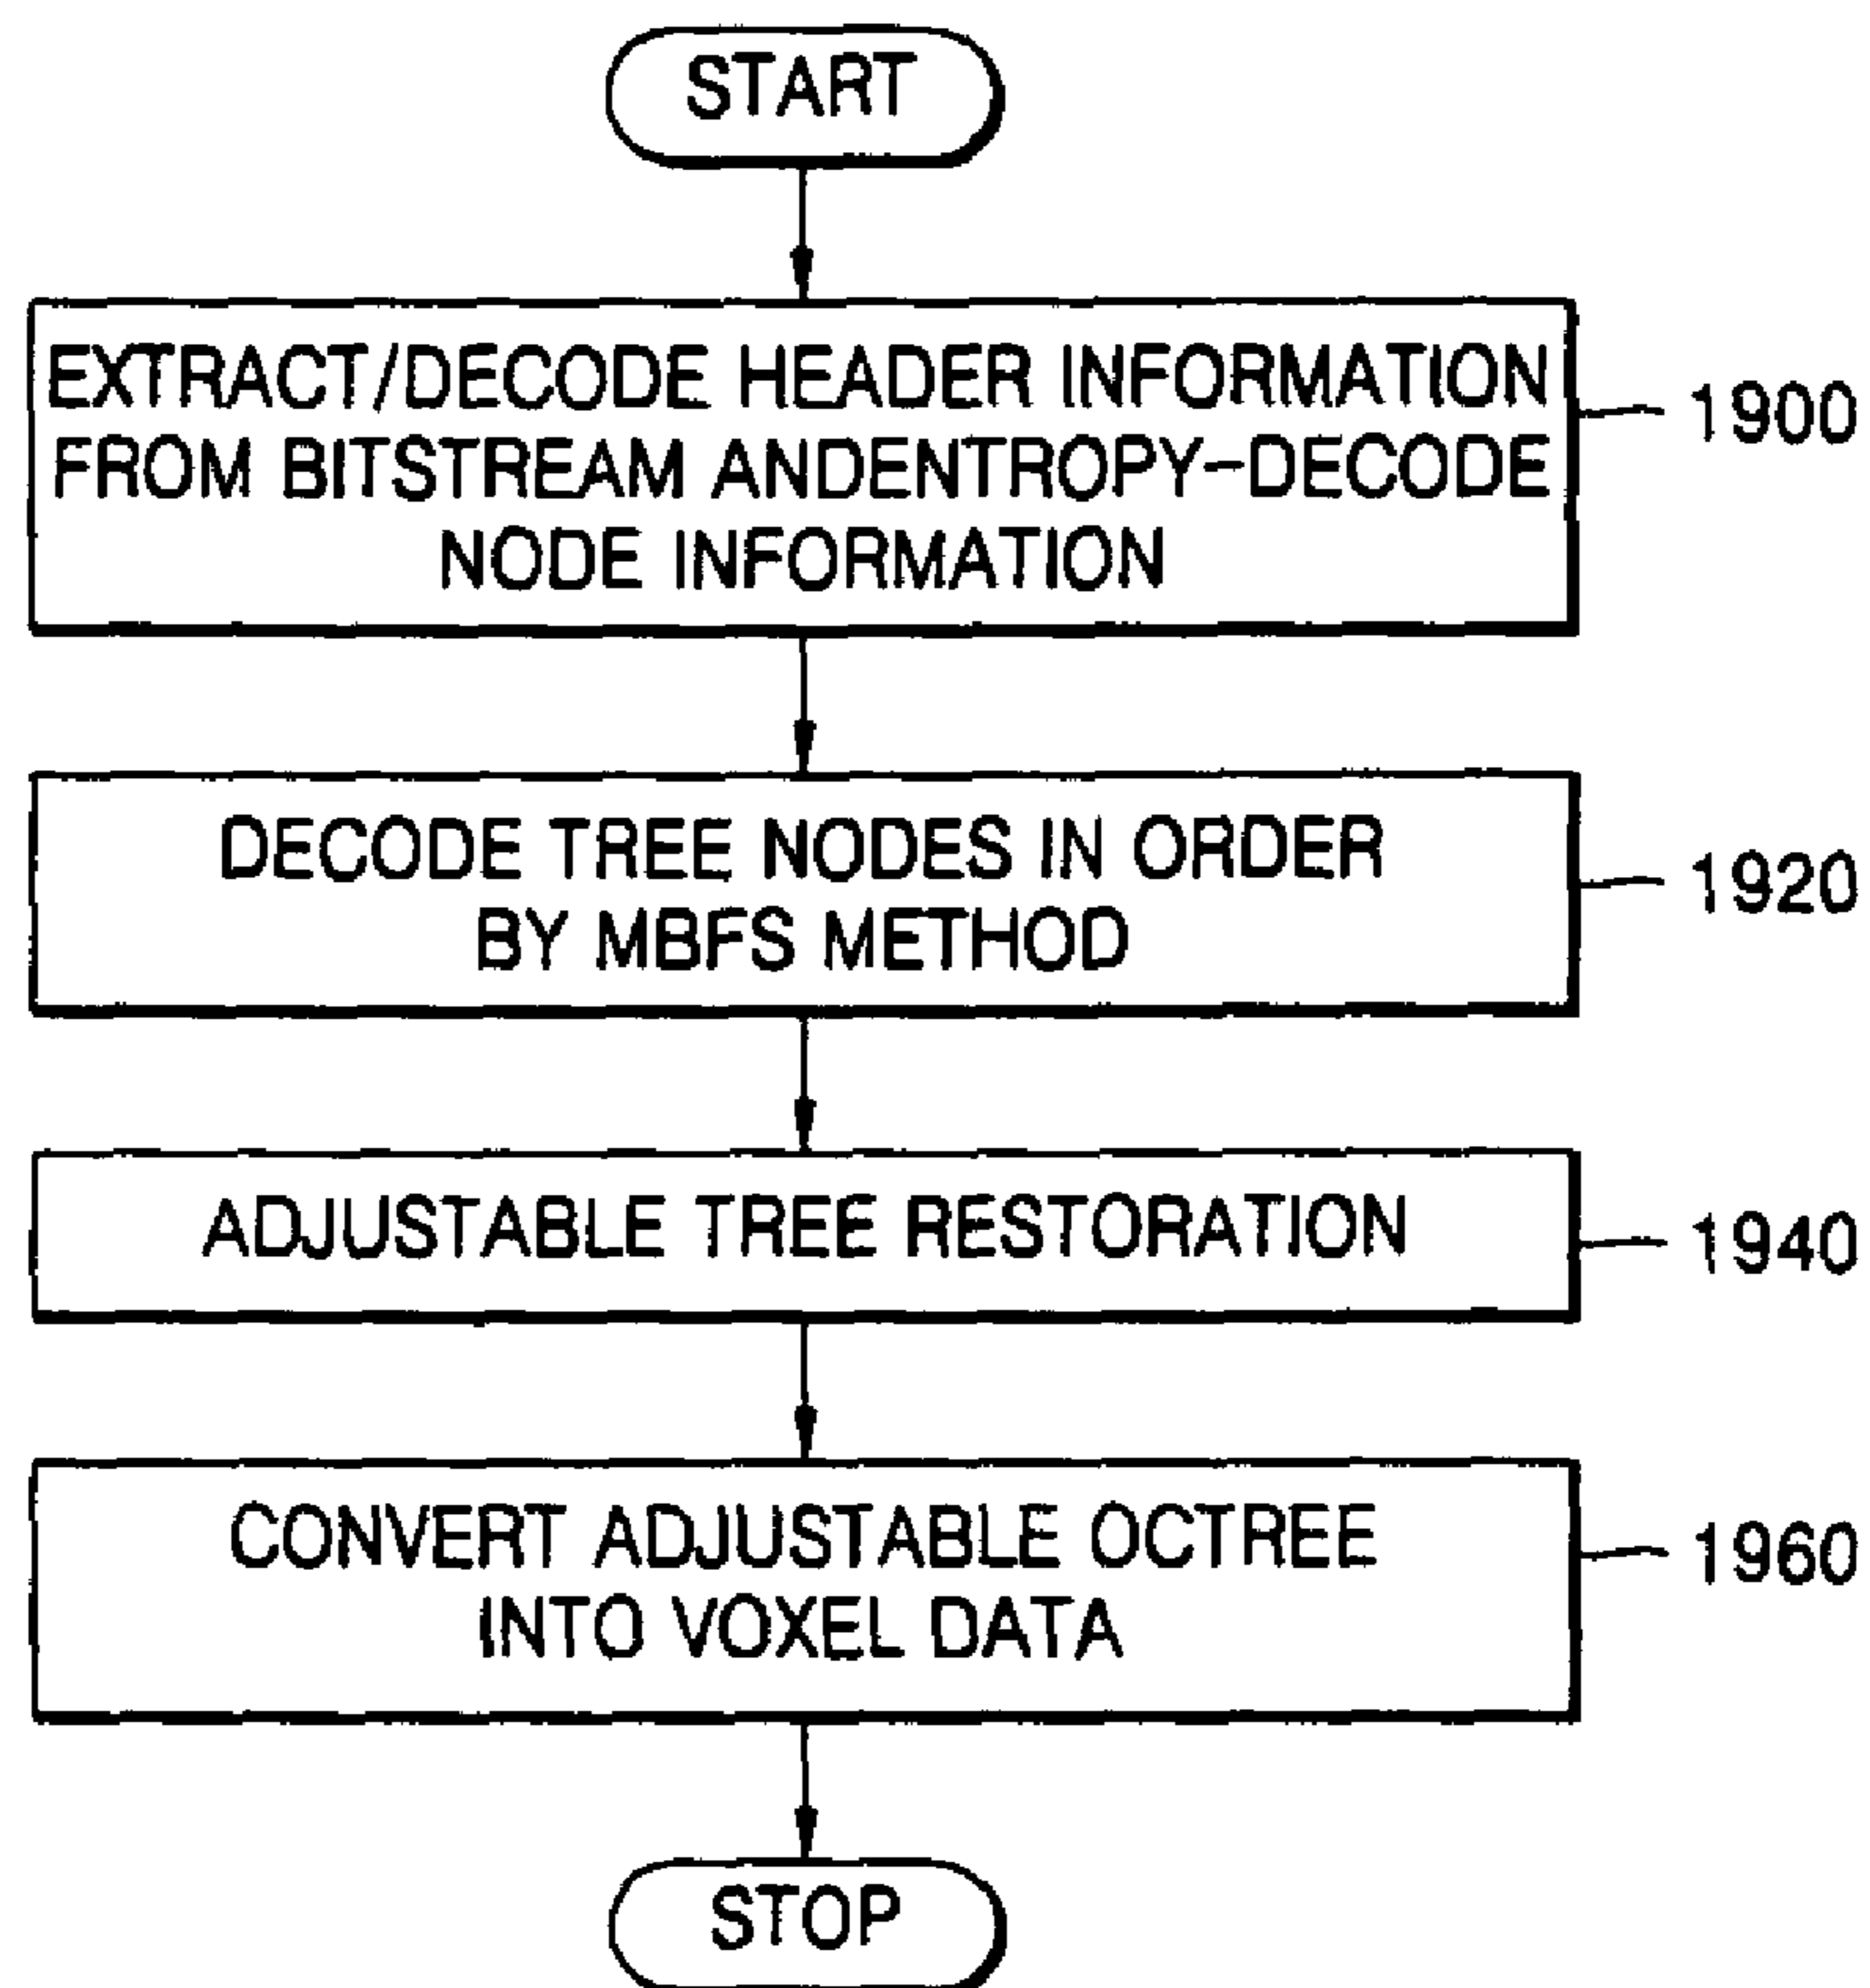 START
EXTRACT/DECODE HEADER INFORMATION
FROM BITSTREAM ANDENTROPY-DECODE
NODE INFORMATION
1900
DECODE TREE NODES IN ORDER
BY MBFS METHOD
1920
ADJUSTABLE TREE RESTORATION
1940
CONVERT ADJUSTABLE OCTREE
INTO VOXEL DATA
1960
STOP